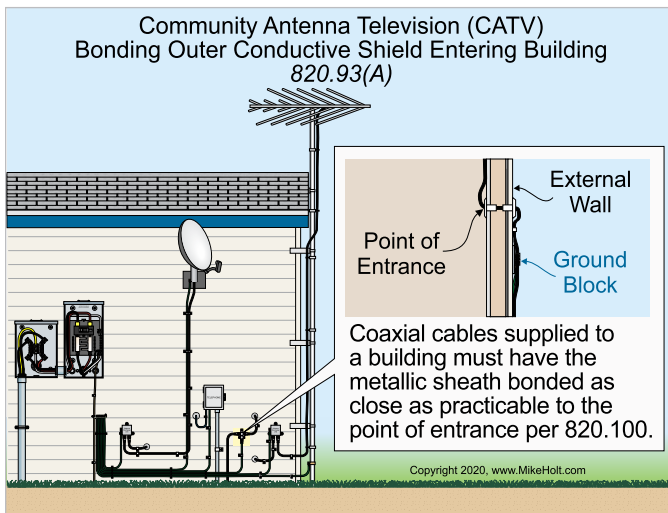 Community Antenna Television (CATV)
Bonding Outer Conductive Shield Entering Building
820.93(A)
External
Wall
Point of
Entrance
Ground
Block
Coaxial cables supplied to
a building must have the
metallic sheath bonded as
close as practicable to the
point of entrance per 820.100.
Copyright 2020, www.MikeHolt.com